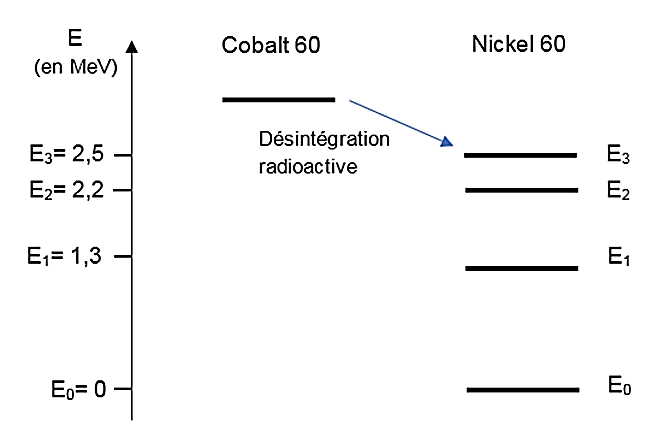 E
(en MeV)
Cobalt 60
Nickel 60
Désintégration
radioactive
E₃= 2,5
E₃
E₂= 2,2
E₂
E₁= 1,3
E₁
E₀= 0
E₀